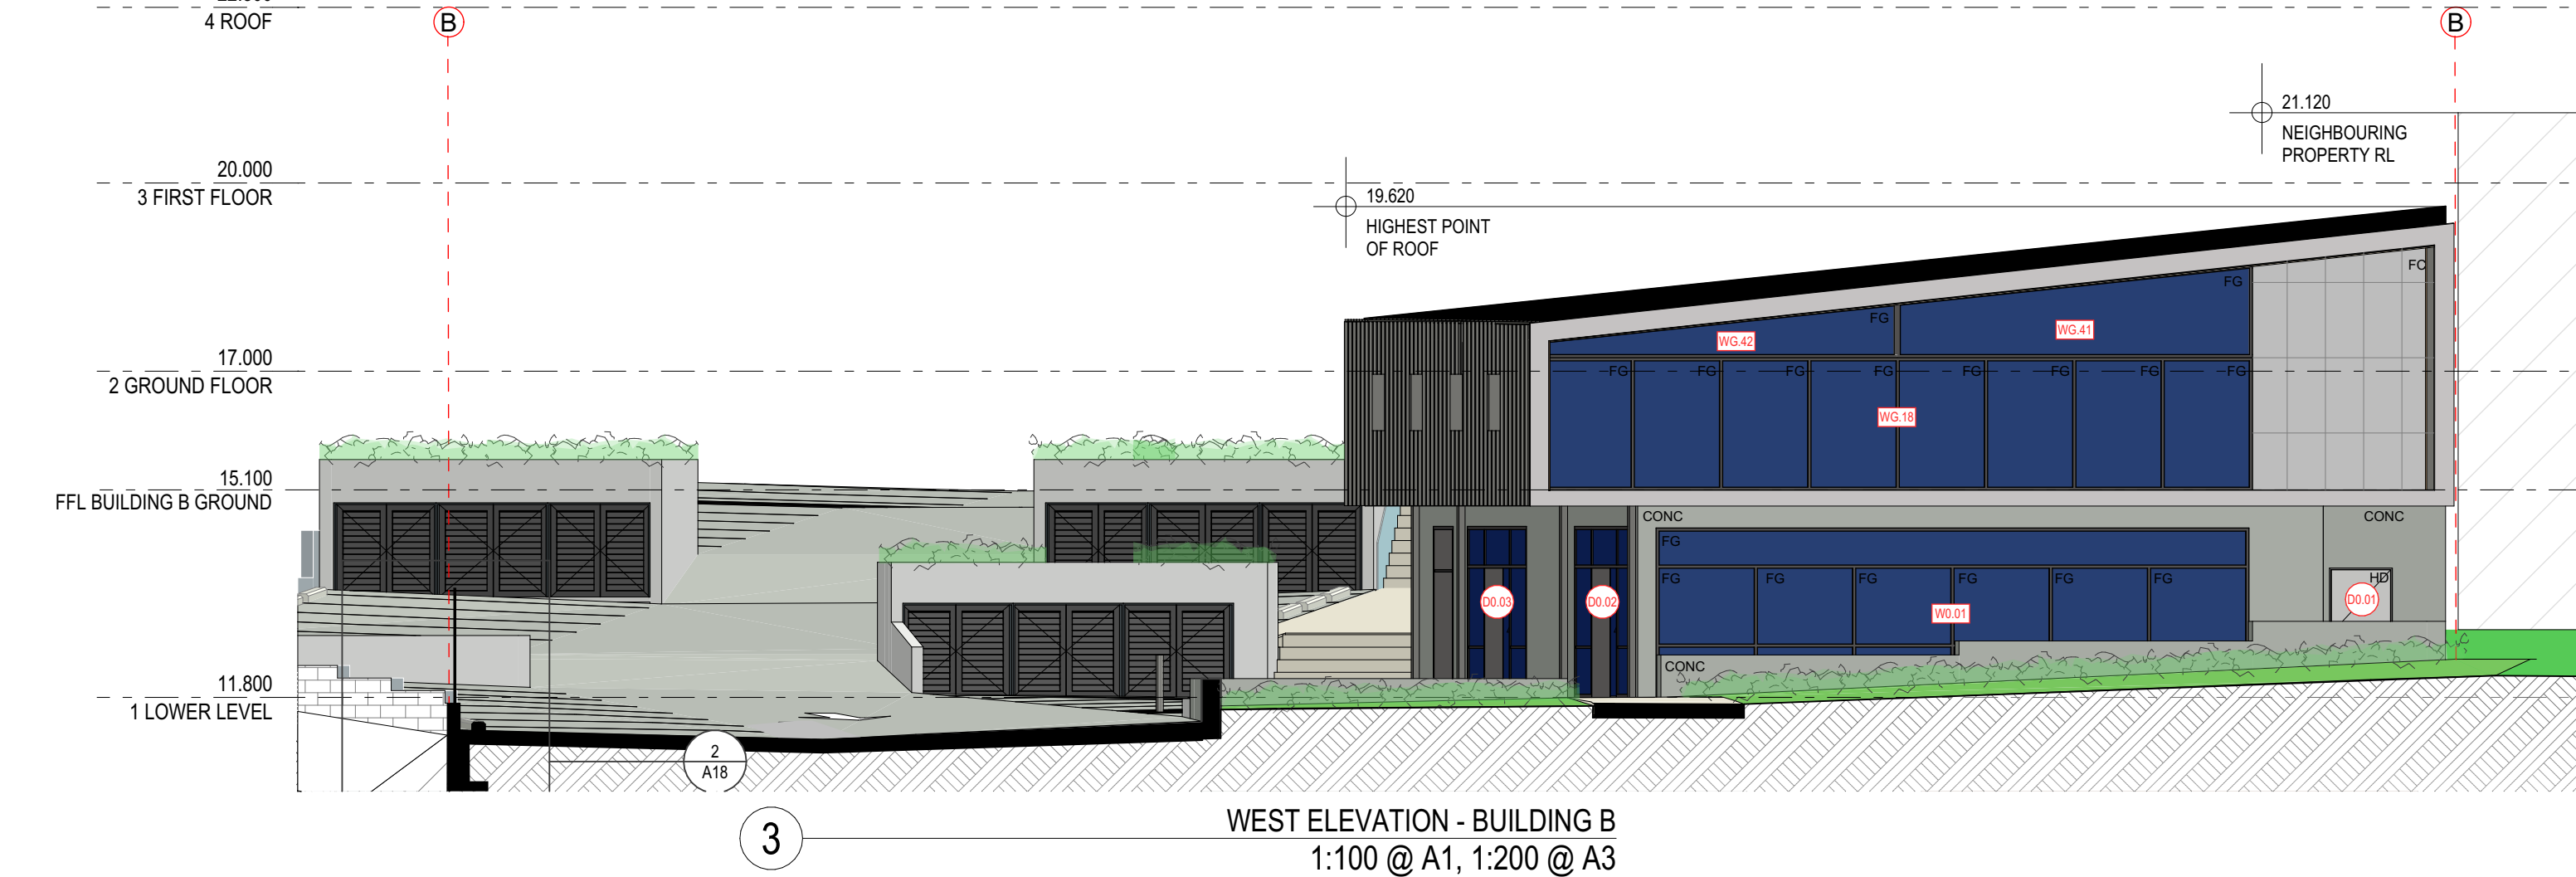 4 ROOF
B
B
21.120
NEIGHBOURING
PROPERTY RL
20.000
3 FIRST FLOOR
19.620
HIGHEST POINT
OF ROOF
FC
FG
FG
WG.41
WG.42
17.000
2 GROUND FLOOR
FG FG FG FG FG FG FG FG
WG.18
15.100
FFL BUILDING B GROUND
CONC
CONC
FG
FG FG FG FG FG FG
HD
D0.03
D0.02
W0.01
D0.01
CONC
11.800
1 LOWER LEVEL
2
A18
3
WEST ELEVATION - BUILDING B
1:100 @ A1, 1:200 @ A3